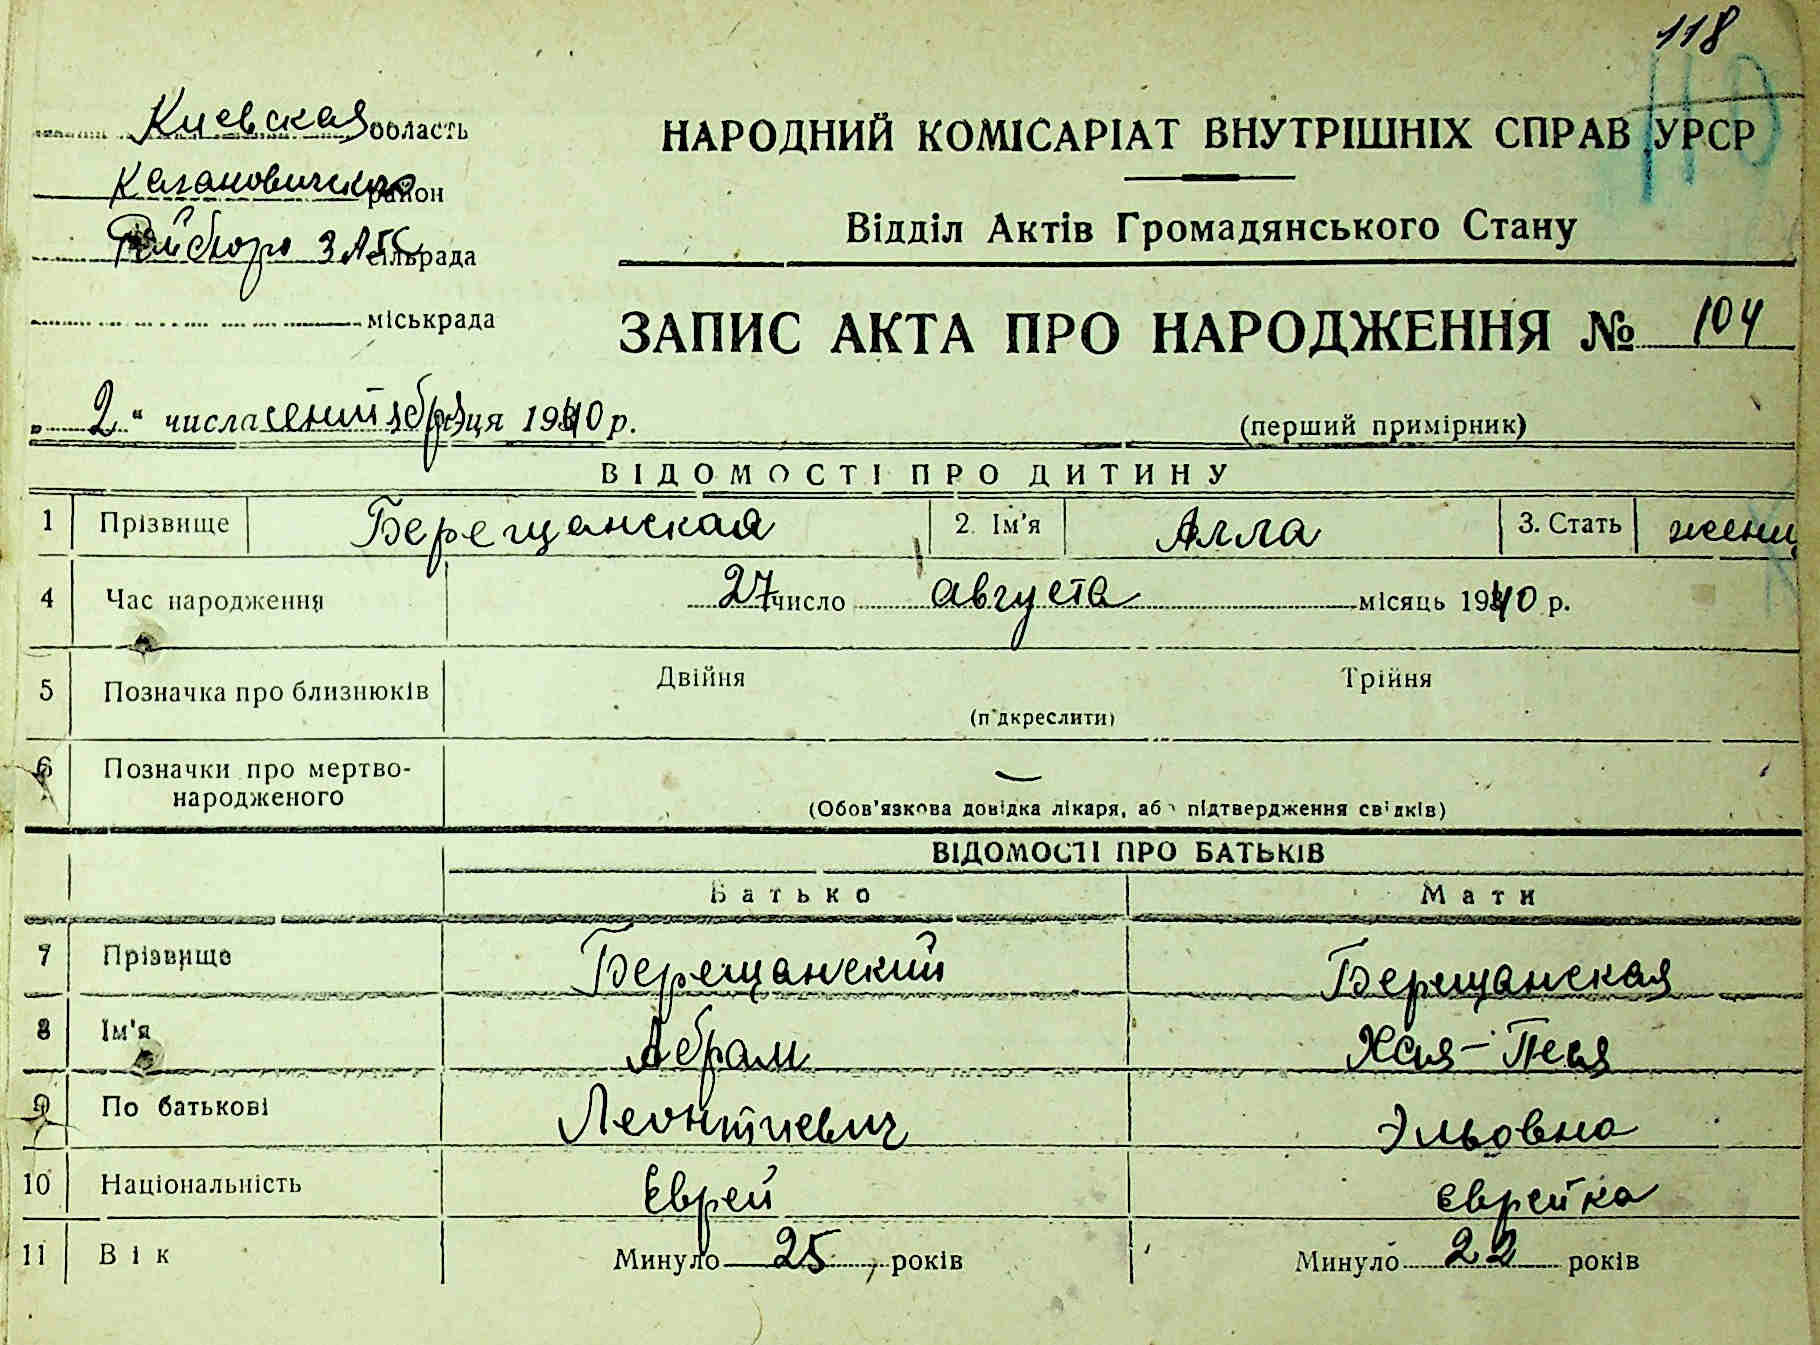 118
110
Киевская область
Кагановичский район
Райбюро ЗАГС сільрада
міськрада
НАРОДНИЙ КОМІСАРІАТ ВНУТРІШНІХ СПРАВ УРСР
Відділ Актів Громадянського Стану
ЗАПИС АКТА ПРО НАРОДЖЕННЯ № 104
„2“ числа сентября ця 1940 р.
(перший примірник)
ВІДОМОСТІ ПРО ДИТИНУ
1 Прізвище Берещанская 2. Ім'я Алла 3. Стать женщ
4 Час народження 27 число августа місяць 1940 р.
5 Позначка про близнюків Двійня Трійня
(підкреслити)
6 Позначки про мертво-
народженого —
(Обов'язкова довідка лікаря, або підтвердження свідків)
ВІДОМОСТІ ПРО БАТЬКІВ
Батько Мати
7 Прізвище Берещанский Берещанская
8 Ім'я Абрам Хая-Песя
9 По батькові Леонтиевич Эльовна
10 Національність Еврей еврейка
11 Вік Минуло 25 років Минуло 22 років